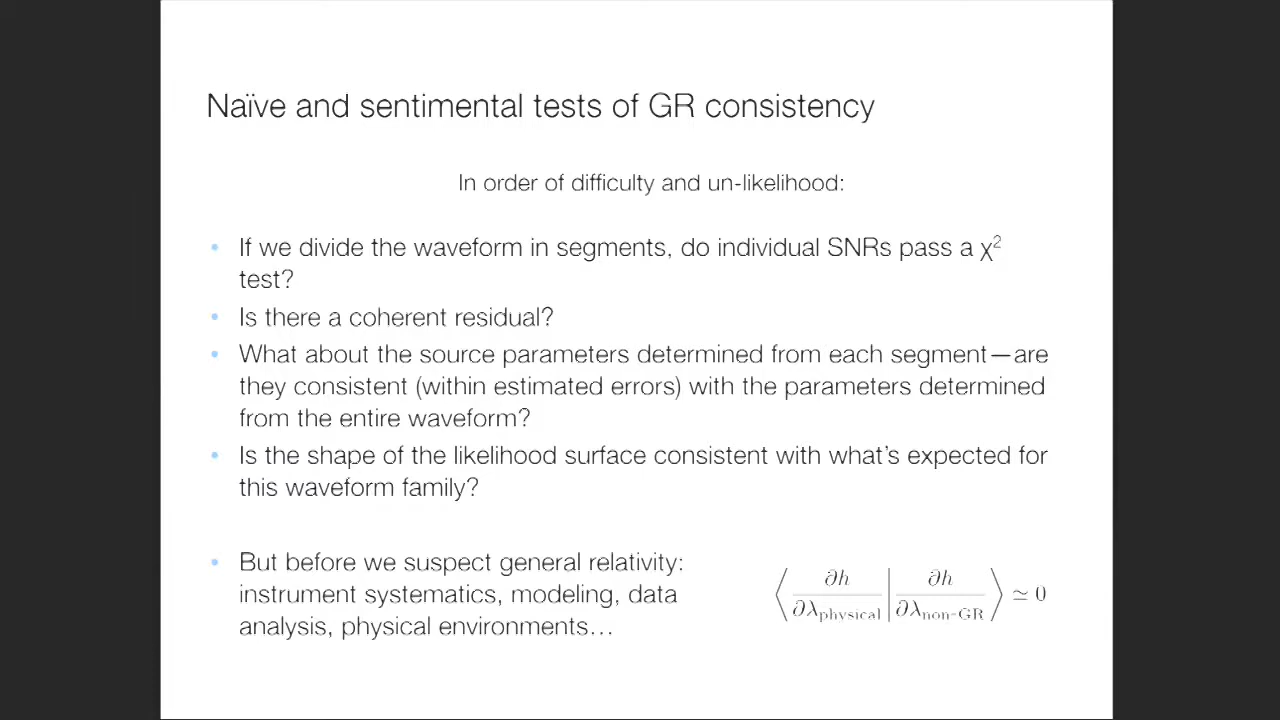 Naïve and sentimental tests of GR consistency
In order of difficulty and un-likelihood:
• If we divide the waveform in segments, do individual SNRs pass a χ²
test?
• Is there a coherent residual?
• What about the source parameters determined from each segment—are
they consistent (within estimated errors) with the parameters determined
from the entire waveform?
• Is the shape of the likelihood surface consistent with what's expected for
this waveform family?
• But before we suspect general relativity:
instrument systematics, modeling, data
analysis, physical environments…
⟨ ∂h/∂λ_physical | ∂h/∂λ_non-GR ⟩ ≃ 0